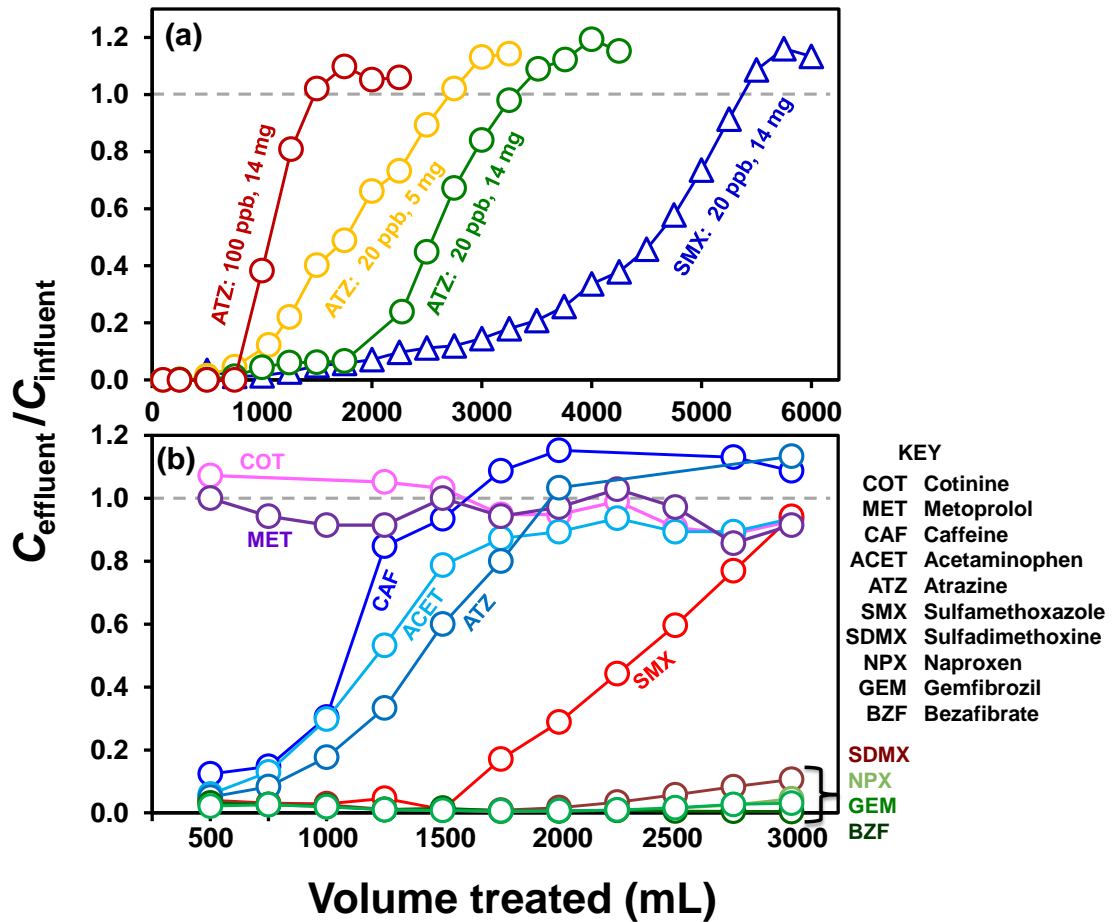 (a)
1.2
1.0
0.8
0.6
0.4
0.2
0.0
ATZ: 100 ppb, 14 mg
ATZ: 20 ppb, 5 mg
ATZ: 20 ppb, 14 mg
SMX: 20 ppb, 14 mg
0 1000 2000 3000 4000 5000 6000
Ceffluent/Cinfluent
(b)
1.2
1.0
0.8
0.6
0.4
0.2
0.0
COT
MET
CAF
ACET
ATZ
SMX
500 1000 1500 2000 2500 3000
Volume treated (mL)
KEY
COT Cotinine
MET Metoprolol
CAF Caffeine
ACET Acetaminophen
ATZ Atrazine
SMX Sulfamethoxazole
SDMX Sulfadimethoxine
NPX Naproxen
GEM Gemfibrozil
BZF Bezafibrate
SDMX
NPX
GEM
BZF